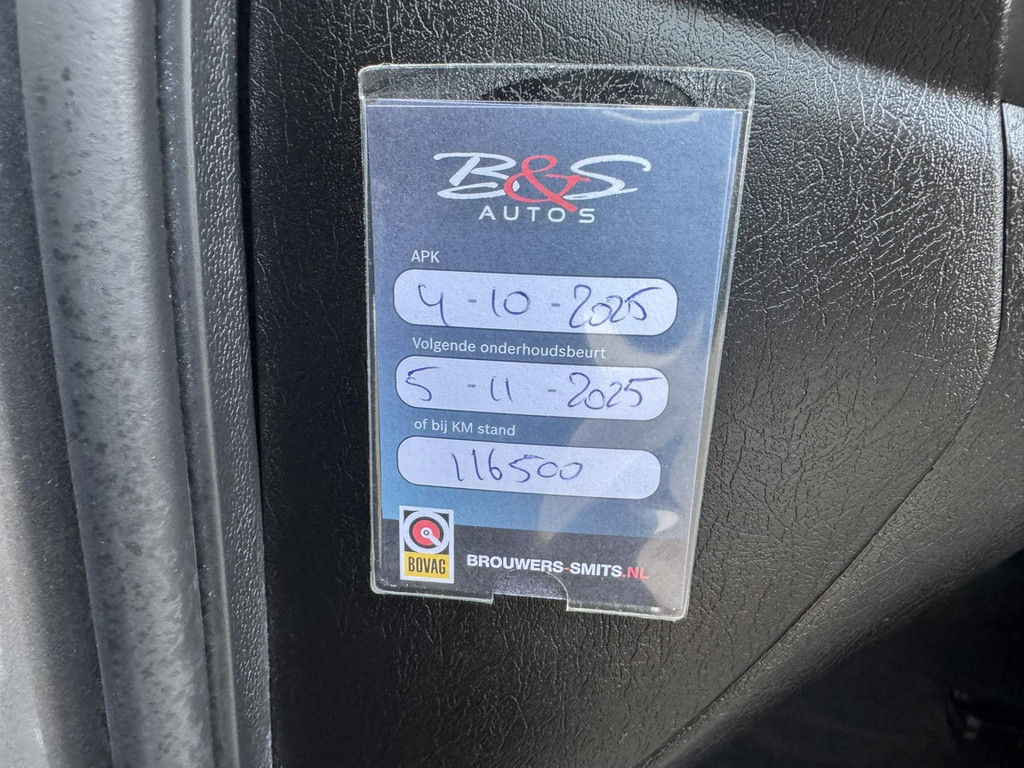 B&S
AUTO'S
APK
4-10-2025
Volgende onderhoudsbeurt
5-11-2025
of bij KM stand
116500
BOVAG
BROUWERS-SMITS.NL